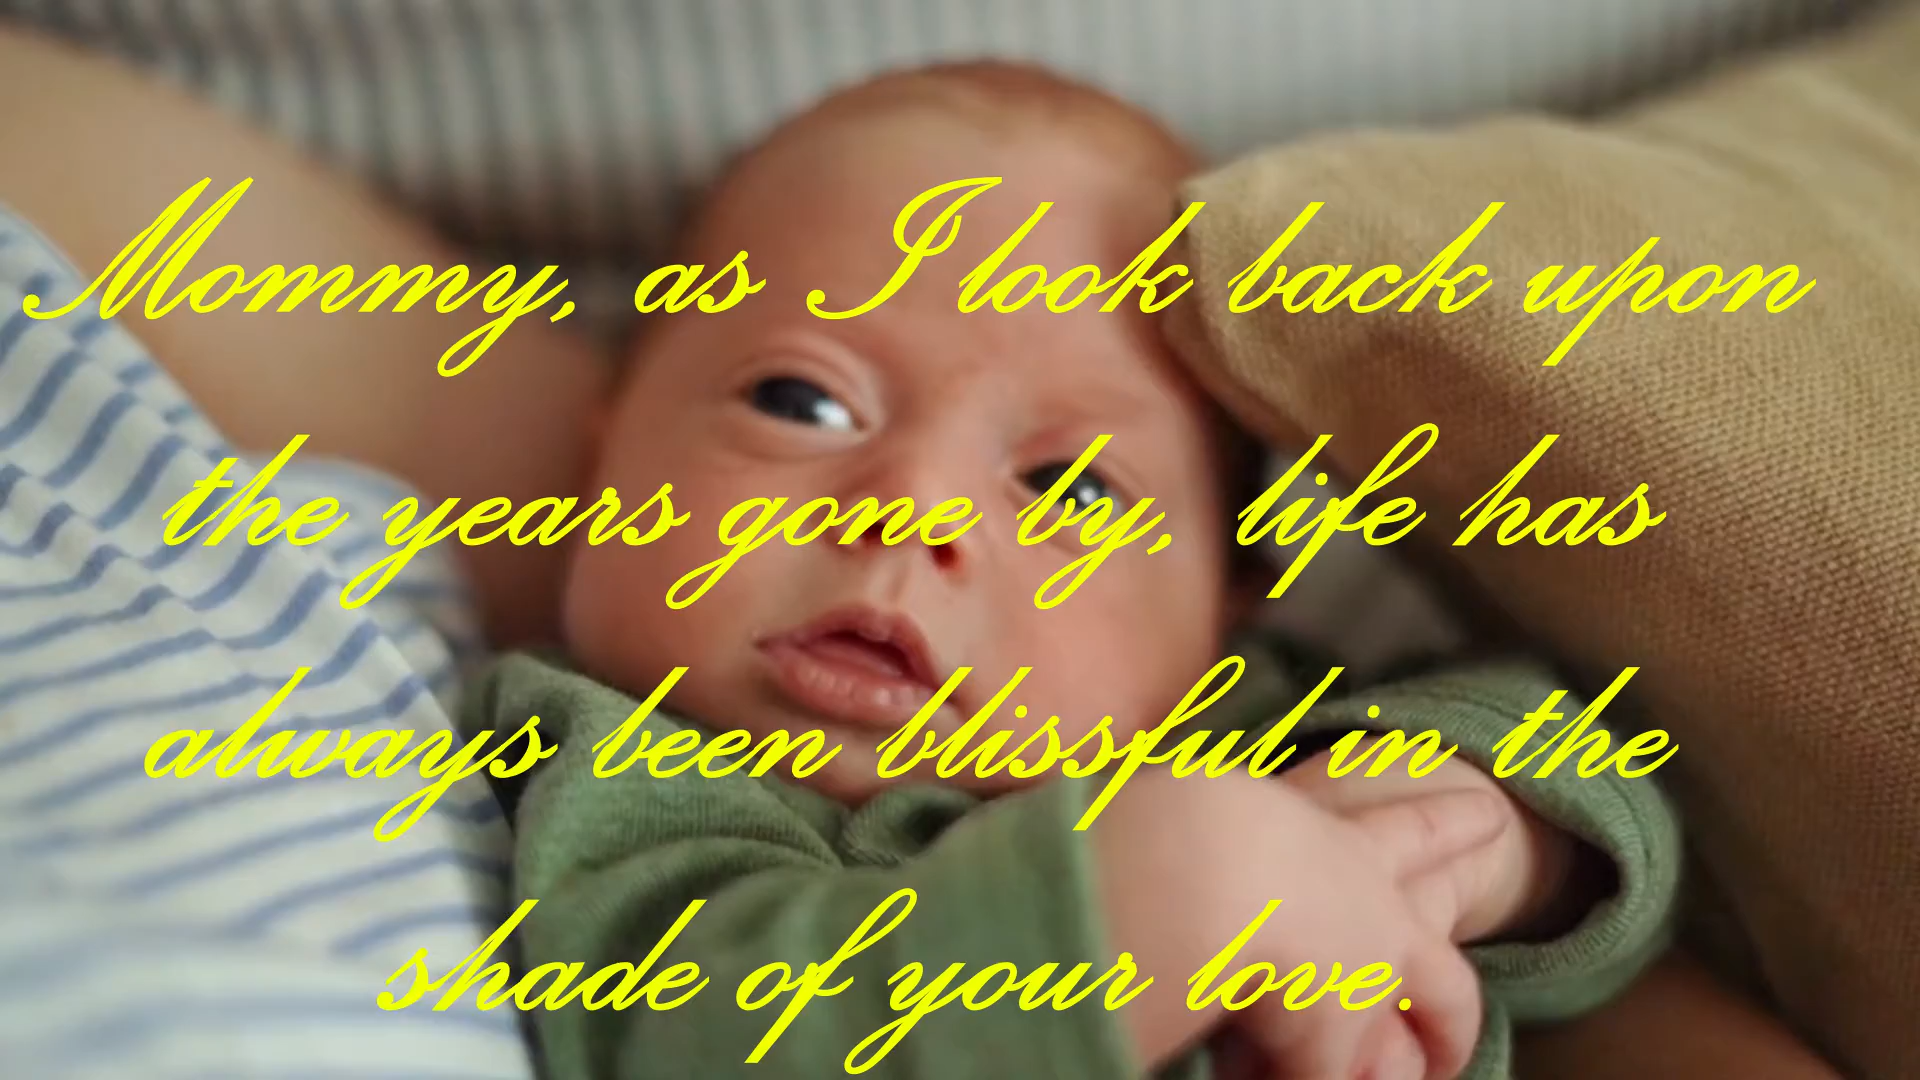 Mommy, as I look back upon
the years gone by, life has
always been blissful in the
shade of your love.